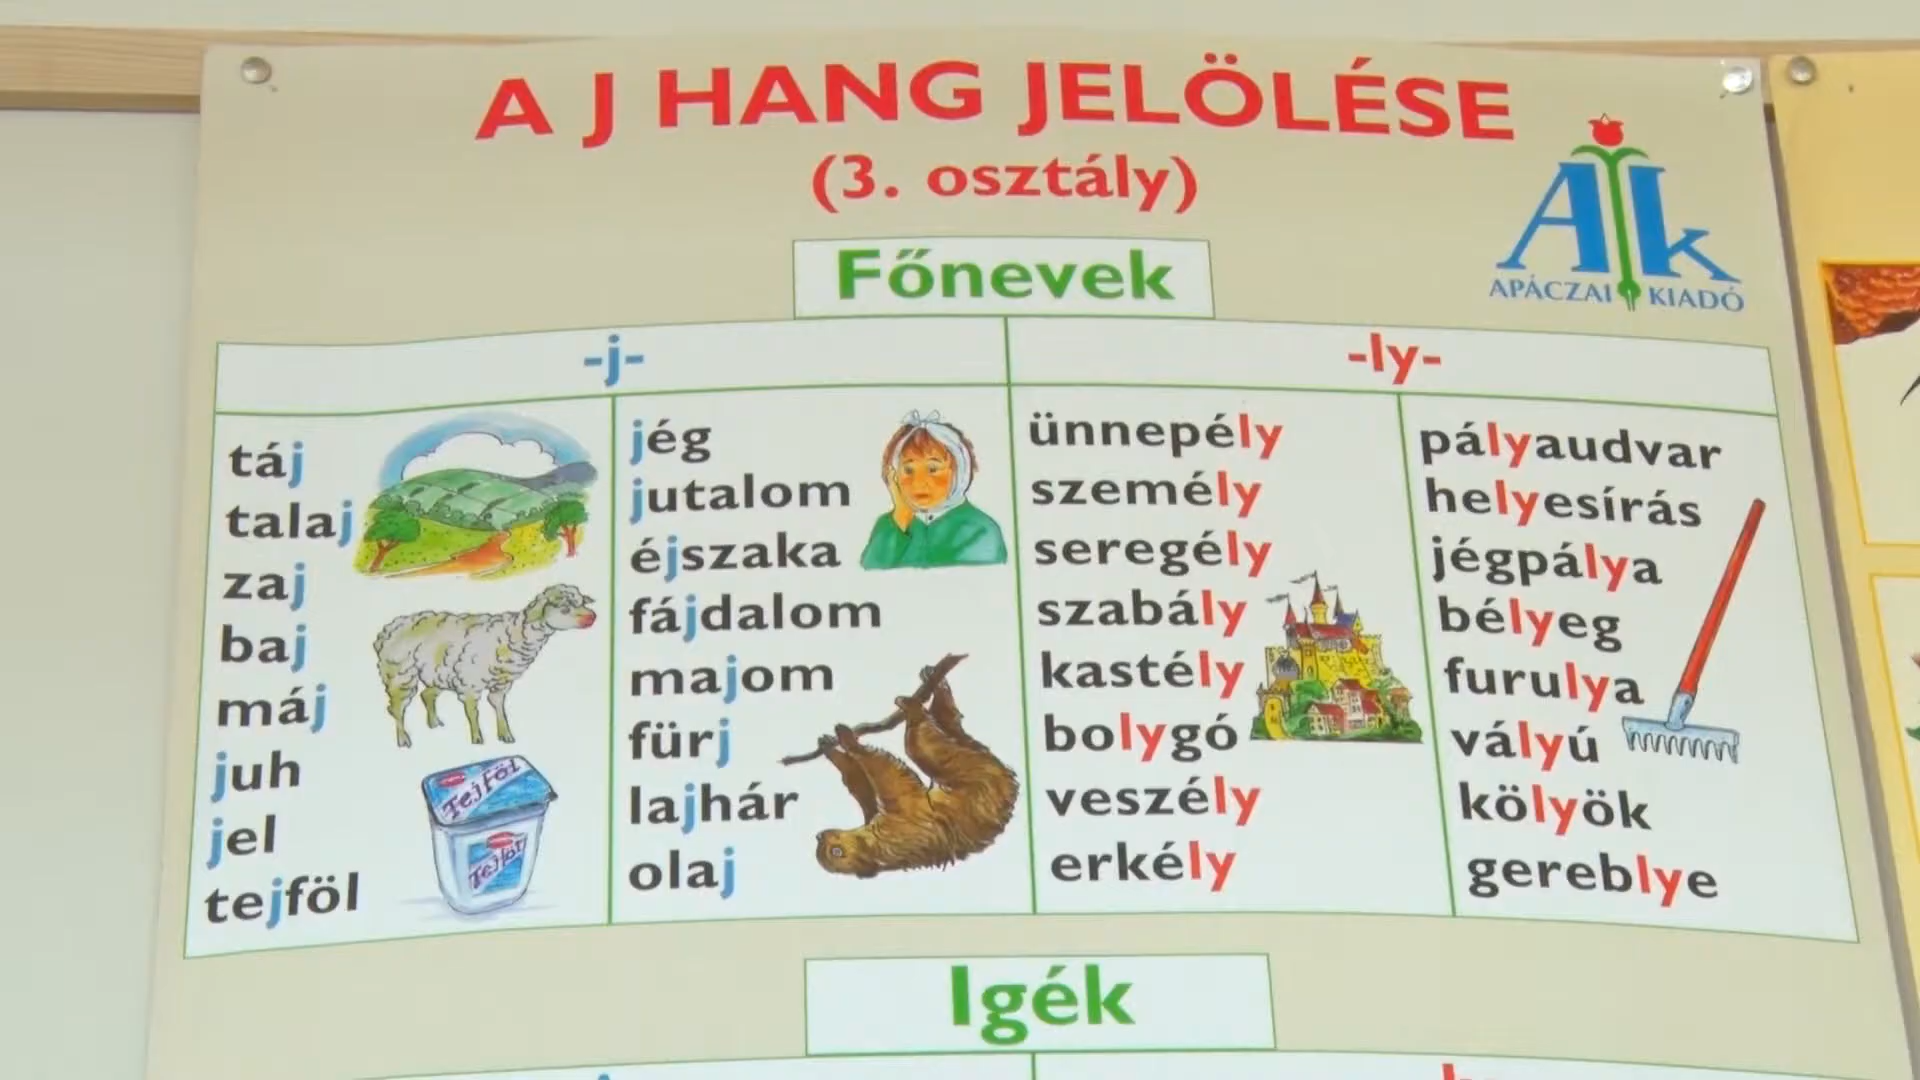 A J HANG JELÖLÉSE
(3. osztály)
Ak
APÁCZAI KIADÓ
Főnevek
-j-
-ly-
táj
talaj
zaj
baj
máj
juh
jel
tejföl
Tejföl
Tejföl
jég
jutalom
éjszaka
fájdalom
majom
fürj
lajhár
olaj
ünnepély
személy
seregély
szabály
kastély
bolygó
veszély
erkély
pályaudvar
helyesírás
jégpálya
bélyeg
furulya
vályú
kölyök
gereblye
Igék